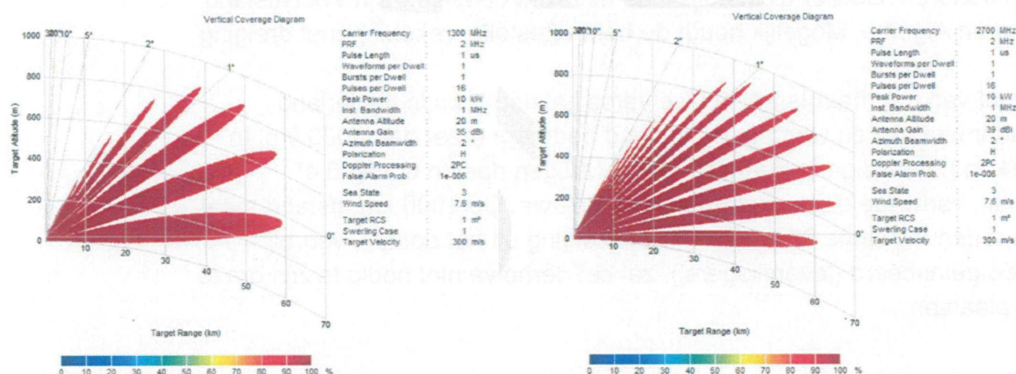 Vertical Coverage Diagram
Carrier Frequency : 1300 MHz
PRF : 2 kHz
Pulse Length : 1 us
Waveforms per Dwell : 1
Bursts per Dwell : 1
Pulses per Dwell : 16
Peak Power : 10 kW
Inst. Bandwidth : 1 MHz
Antenna Altitude : 20 m
Antenna Gain : 35 dBi
Azimuth Beamwidth : 2 °
Polarization : H
Doppler Processing : 2PC
False Alarm Prob. : 1e-006
Sea State : 3
Wind Speed : 7.6 m/s
Target RCS : 1 m²
Swerling Case : 1
Target Velocity : 300 m/s
10° 5° 2° 1° 0°
Target Altitude (m)
1000
800
600
400
200
0
10 20 30 40 50 60 70
Target Range (km)
0 10 20 30 40 50 60 70 80 90 100 %
Vertical Coverage Diagram
Carrier Frequency : 2700 MHz
PRF : 2 kHz
Pulse Length : 1 us
Waveforms per Dwell : 1
Bursts per Dwell : 1
Pulses per Dwell : 16
Peak Power : 10 kW
Inst. Bandwidth : 1 MHz
Antenna Altitude : 20 m
Antenna Gain : 39 dBi
Azimuth Beamwidth : 2 °
Polarization : H
Doppler Processing : 2PC
False Alarm Prob. : 1e-006
Sea State : 3
Wind Speed : 7.6 m/s
Target RCS : 1 m²
Swerling Case : 1
Target Velocity : 300 m/s
10° 5° 2° 1° 0°
Target Altitude (m)
1000
800
600
400
200
0
10 20 30 40 50 60 70
Target Range (km)
0 10 20 30 40 50 60 70 80 90 100 %